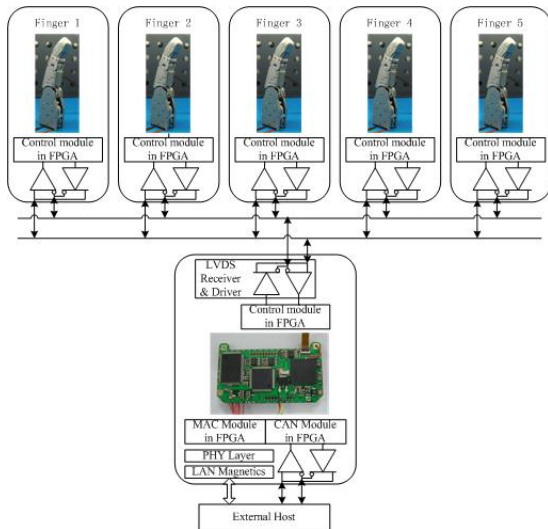 Finger 1
Finger 2
Finger 3
Finger 4
Finger 5
Control module
in FPGA
Control module
in FPGA
Control module
in FPGA
Control module
in FPGA
Control module
in FPGA
LVDS
Receiver
& Driver
Control module
in FPGA
MAC Module
in FPGA
CAN Module
in FPGA
PHY Layer
LAN Magnetics
External Host